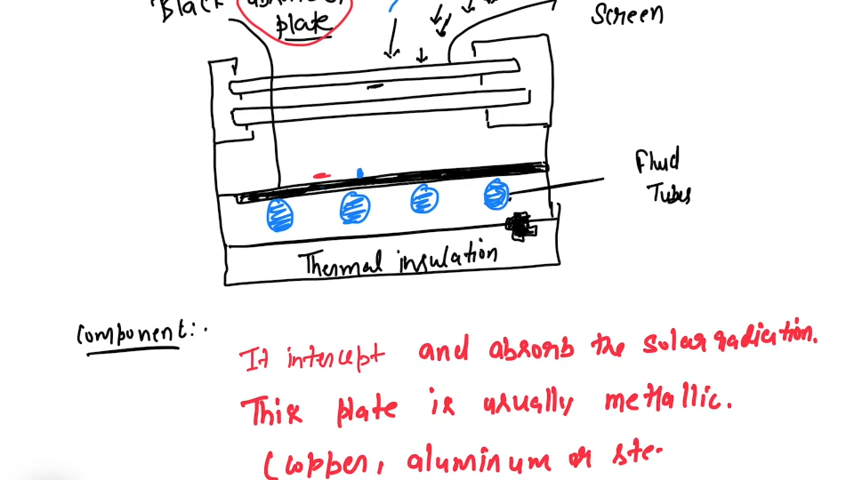 Black absorber
plate
Screen
Fluid
Tubes
Thermal insulation
Component:.
It intercept and absorb the solar radiation.
This plate is usually metallic.
(copper, aluminum or ste